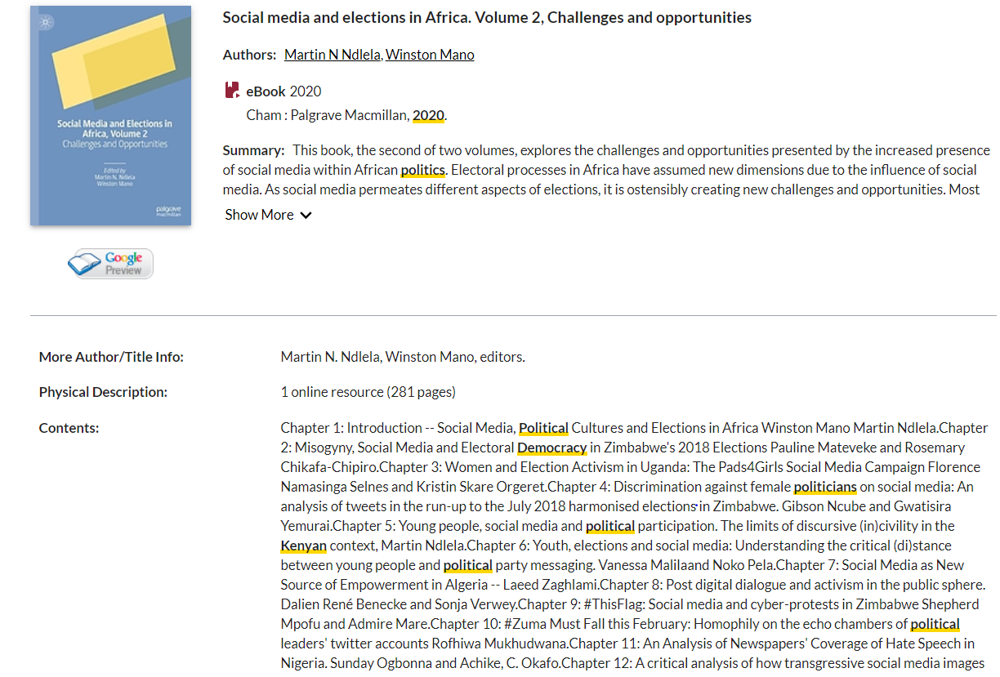 Social media and elections in Africa. Volume 2, Challenges and opportunities
Authors: Martin N Ndlela, Winston Mano
eBook 2020
Cham : Palgrave Macmillan, 2020.
Summary: This book, the second of two volumes, explores the challenges and opportunities presented by the increased presence
of social media within African politics. Electoral processes in Africa have assumed new dimensions due to the influence of social
media. As social media permeates different aspects of elections, it is ostensibly creating new challenges and opportunities. Most
Show More
Social Media and Elections in
Africa, Volume 2
Challenges and Opportunities
Edited by
Martin N. Ndlela
Winston Mano
palgrave
macmillan
Google
Preview
More Author/Title Info: Martin N. Ndlela, Winston Mano, editors.
Physical Description: 1 online resource (281 pages)
Contents: Chapter 1: Introduction -- Social Media, Political Cultures and Elections in Africa Winston Mano Martin Ndlela.Chapter
2: Misogyny, Social Media and Electoral Democracy in Zimbabwe's 2018 Elections Pauline Mateveke and Rosemary
Chikafa-Chipiro.Chapter 3: Women and Election Activism in Uganda: The Pads4Girls Social Media Campaign Florence
Namasinga Selnes and Kristin Skare Orgeret.Chapter 4: Discrimination against female politicians on social media: An
analysis of tweets in the run-up to the July 2018 harmonised elections in Zimbabwe. Gibson Ncube and Gwatisira
Yemurai.Chapter 5: Young people, social media and political participation. The limits of discursive (in)civility in the
Kenyan context, Martin Ndlela.Chapter 6: Youth, elections and social media: Understanding the critical (di)stance
between young people and political party messaging. Vanessa Malilaand Noko Pela.Chapter 7: Social Media as New
Source of Empowerment in Algeria -- Laeed Zaghlami.Chapter 8: Post digital dialogue and activism in the public sphere.
Dalien René Benecke and Sonja Verwey.Chapter 9: #ThisFlag: Social media and cyber-protests in Zimbabwe Shepherd
Mpofu and Admire Mare.Chapter 10: #Zuma Must Fall this February: Homophily on the echo chambers of political
leaders' twitter accounts Rofhiwa Mukhudwana.Chapter 11: An Analysis of Newspapers' Coverage of Hate Speech in
Nigeria. Sunday Ogbonna and Achike, C. Okafo.Chapter 12: A critical analysis of how transgressive social media images